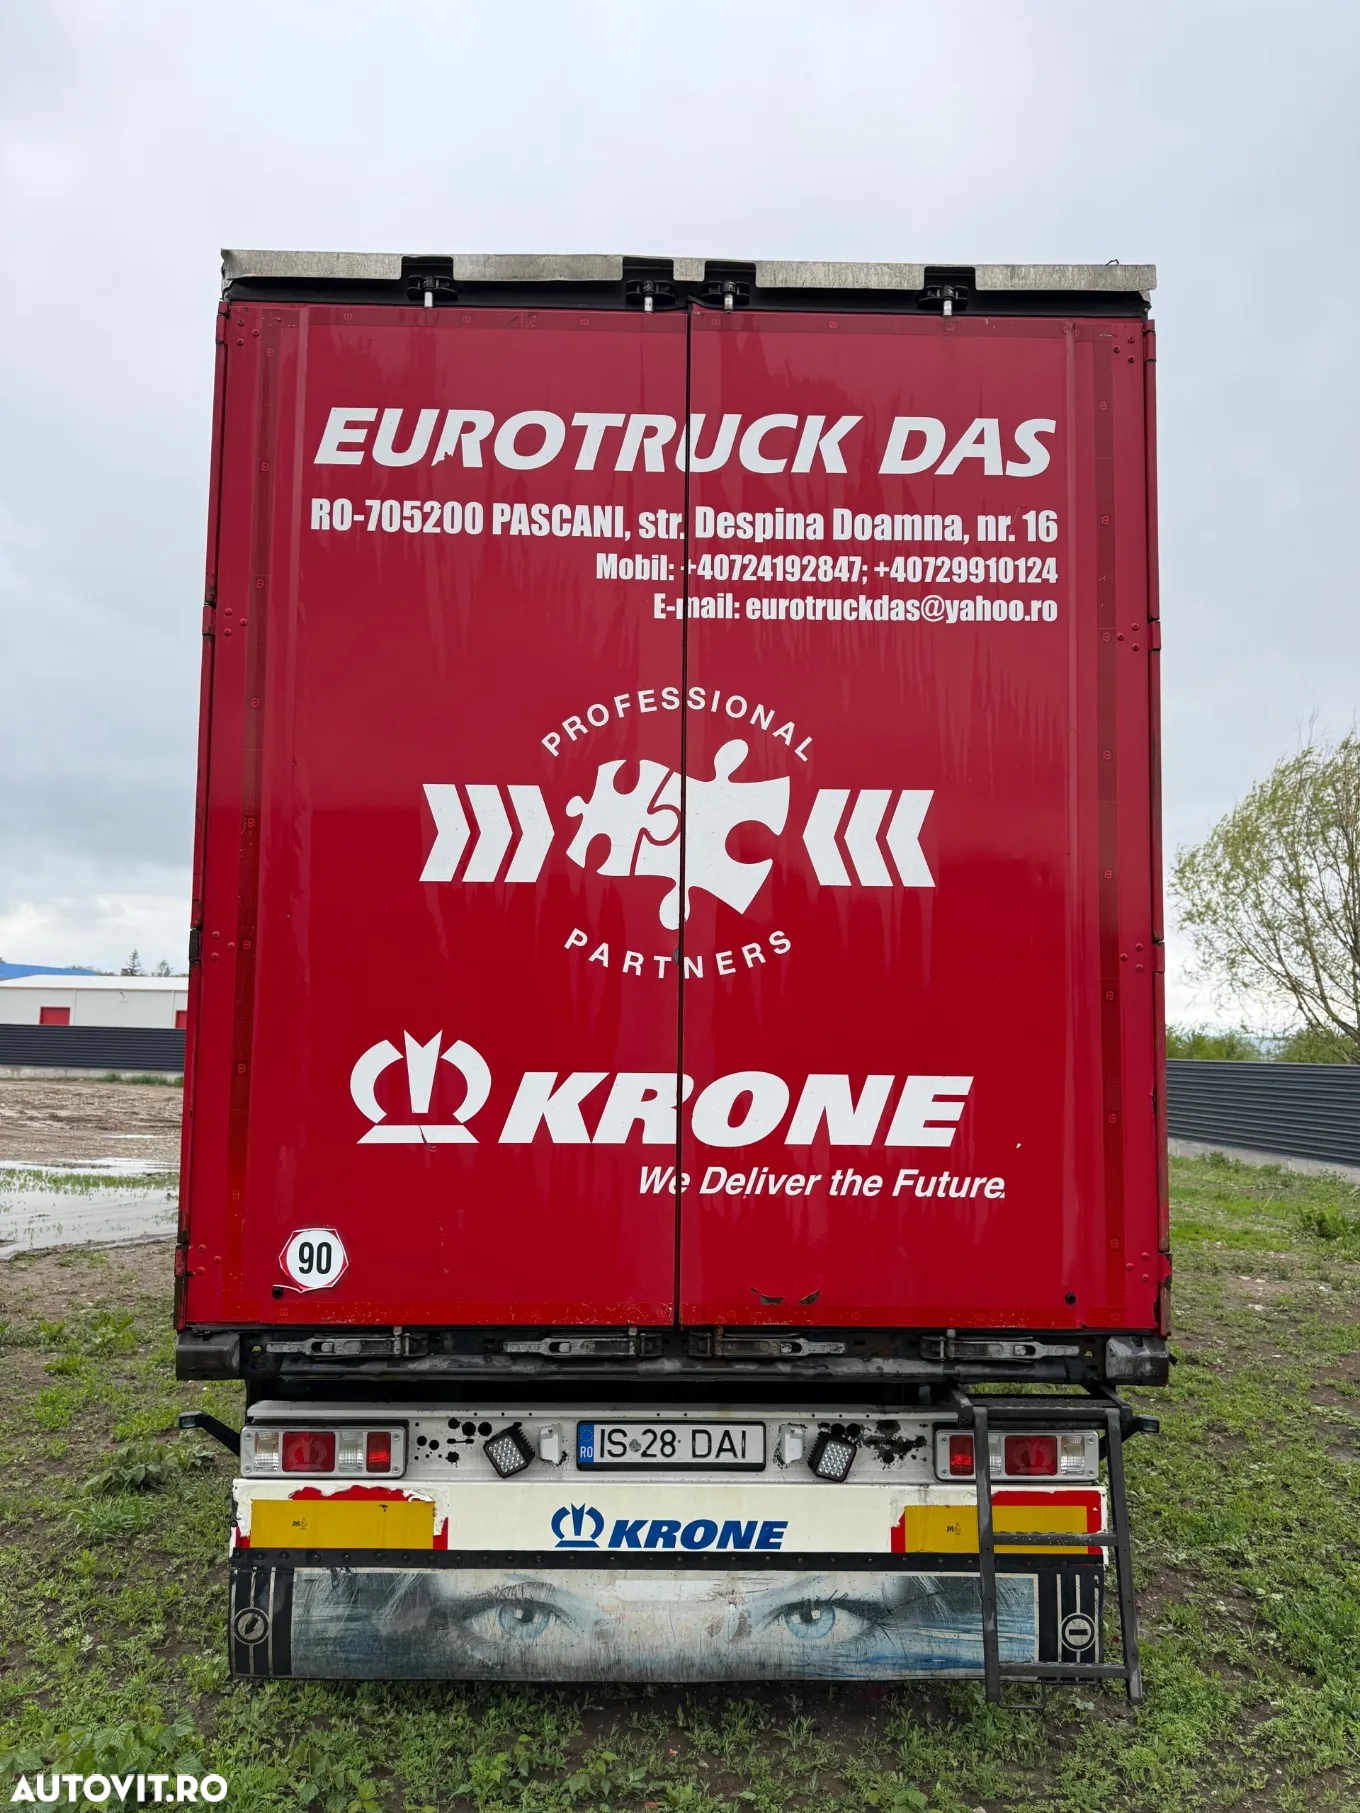 EUROTRUCK DAS
RO-705200 PASCANI, str. Despina Doamna, nr. 16
Mobil: +40724192847; +40729910124
E-mail: eurotruckdas@yahoo.ro
PROFESSIONAL
PARTNERS
KRONE
We Deliver the Future.
90
RO IS 28 DAI
KRONE
AUTOVIT.RO